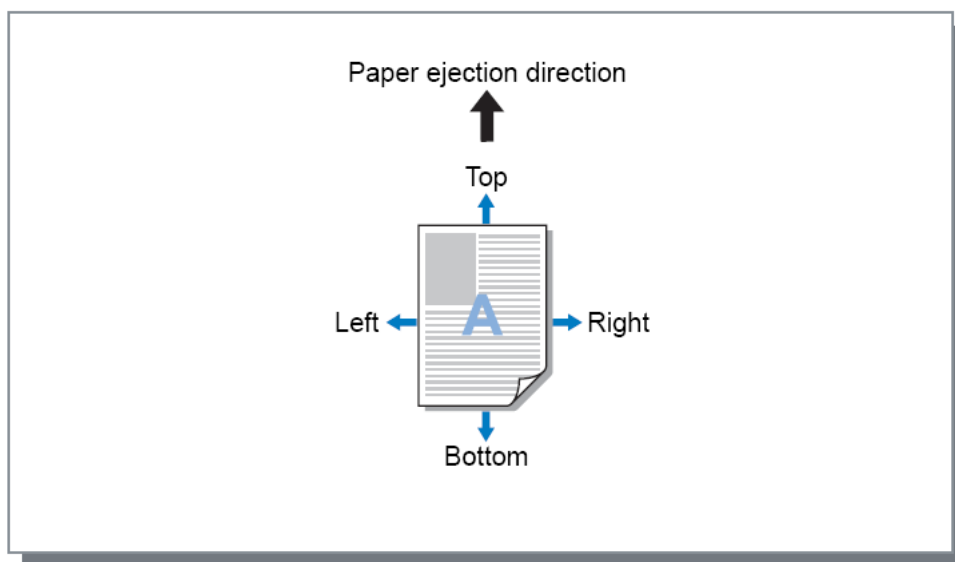 Paper ejection direction
Top
A
Left
Right
Bottom